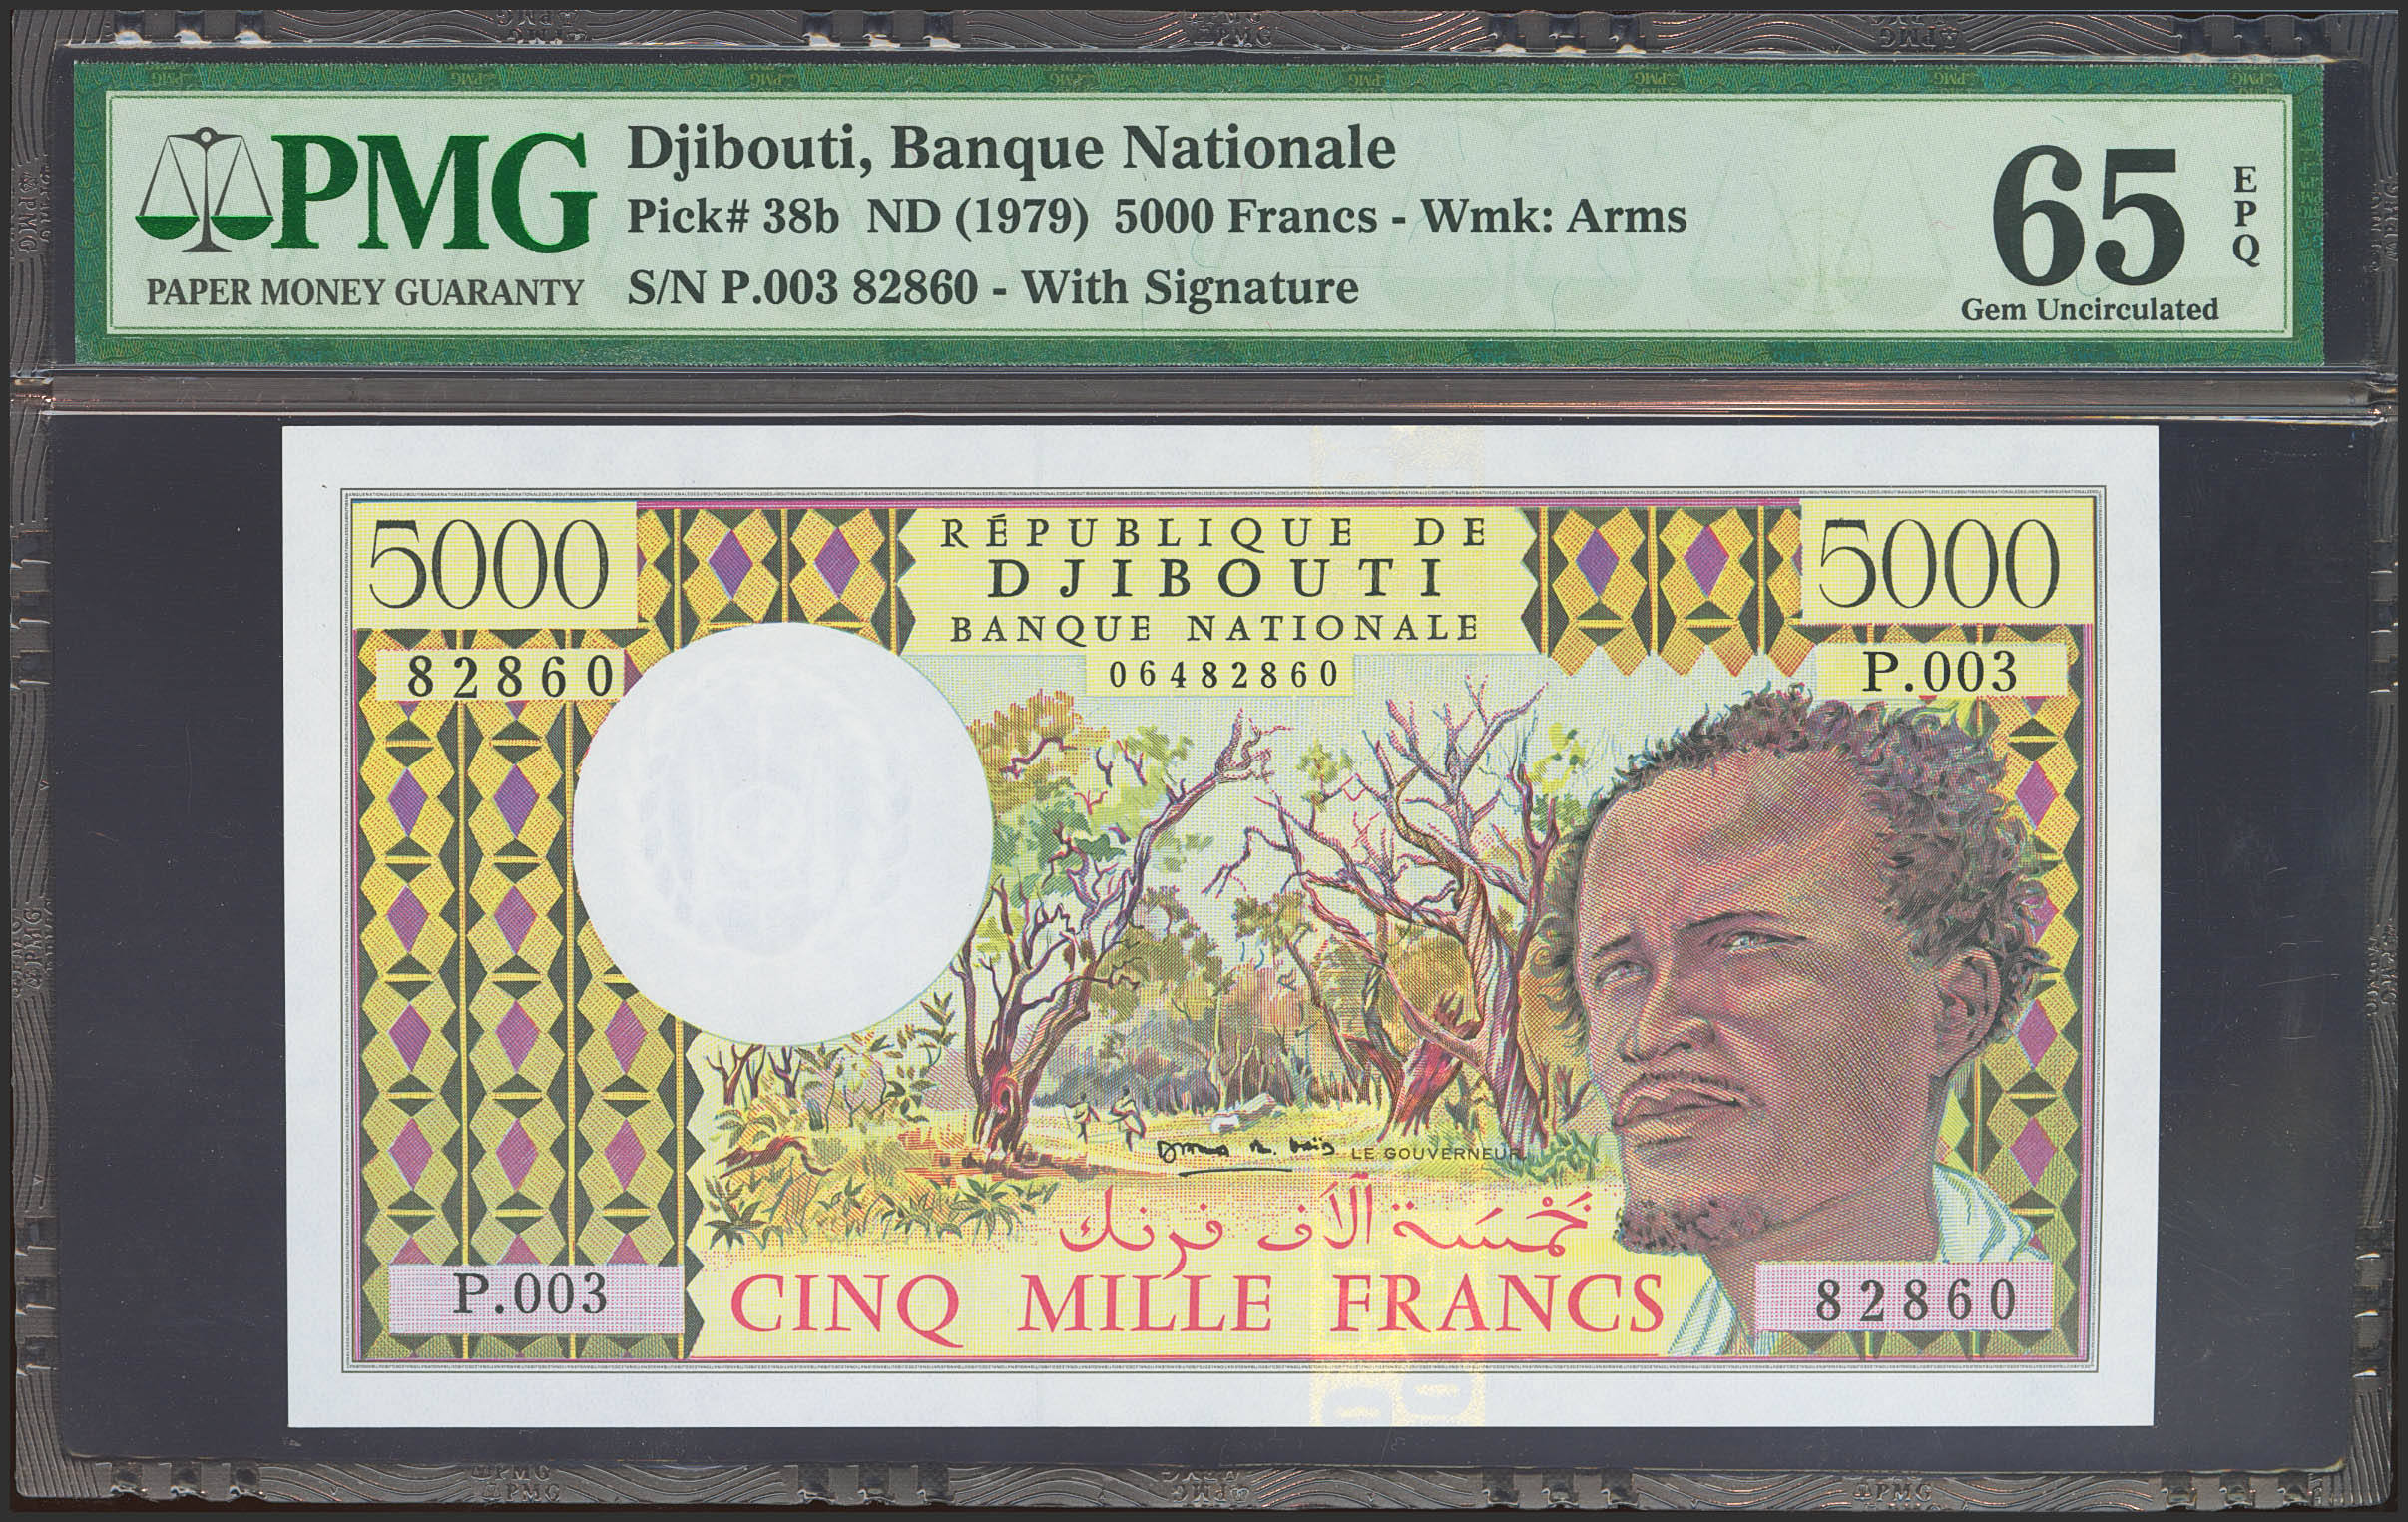 PMG
PAPER MONEY GUARANTY
Djibouti, Banque Nationale
Pick# 38b ND (1979) 5000 Francs - Wmk: Arms
S/N P.003 82860 - With Signature
65
EPQ
Gem Uncirculated
5000
RÉPUBLIQUE DE
DJIBOUTI
BANQUE NATIONALE
5000
82860
06482860
P.003
LE GOUVERNEUR
خمسة آلاف فرنك
P.003
CINQ MILLE FRANCS
82860